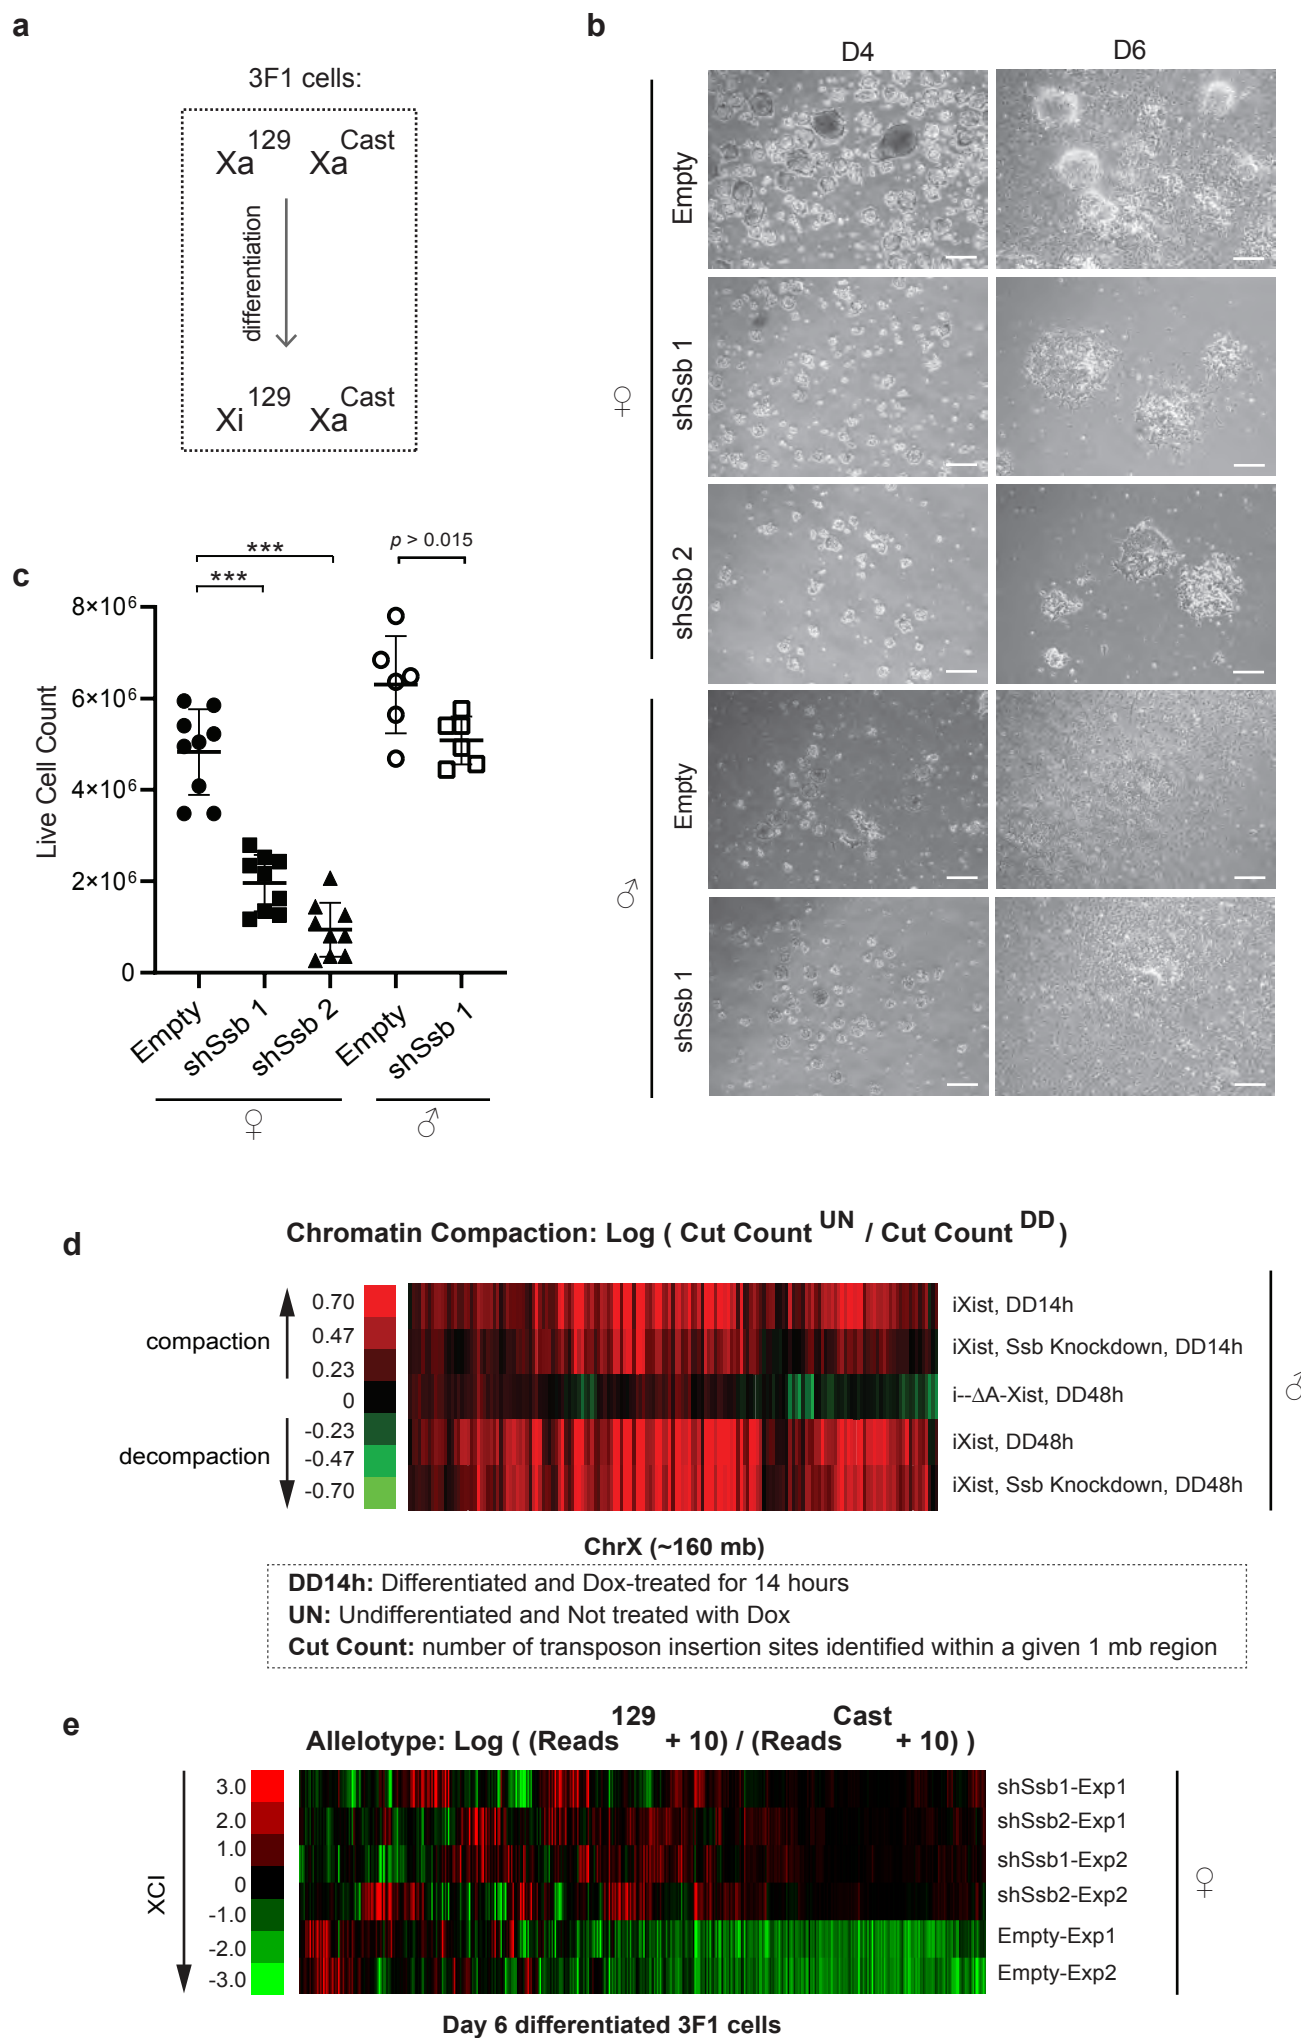 a
3F1 cells:
Xa129 XaCast
differentiation
Xi129 XaCast
b
D4 D6
Empty
shSsb 1
shSsb 2
♀
Empty
shSsb 1
♂
c
*** p > 0.015
***
8×10⁶
6×10⁶
4×10⁶
2×10⁶
0
Live Cell Count
Empty shSsb 1 shSsb 2 Empty shSsb 1
♀ ♂
d
Chromatin Compaction: Log ( Cut Count UN / Cut Count DD )
compaction
decompaction
0.70
0.47
0.23
0
-0.23
-0.47
-0.70
iXist, DD14h
iXist, Ssb Knockdown, DD14h
i--ΔA-Xist, DD48h
iXist, DD48h
iXist, Ssb Knockdown, DD48h
♂
ChrX (~160 mb)
DD14h: Differentiated and Dox-treated for 14 hours
UN: Undifferentiated and Not treated with Dox
Cut Count: number of transposon insertion sites identified within a given 1 mb region
e
Allelotype: Log ( (Reads129 + 10) / (ReadsCast + 10) )
XCI
3.0
2.0
1.0
0
-1.0
-2.0
-3.0
shSsb1-Exp1
shSsb2-Exp1
shSsb1-Exp2
shSsb2-Exp2
Empty-Exp1
Empty-Exp2
♀
Day 6 differentiated 3F1 cells